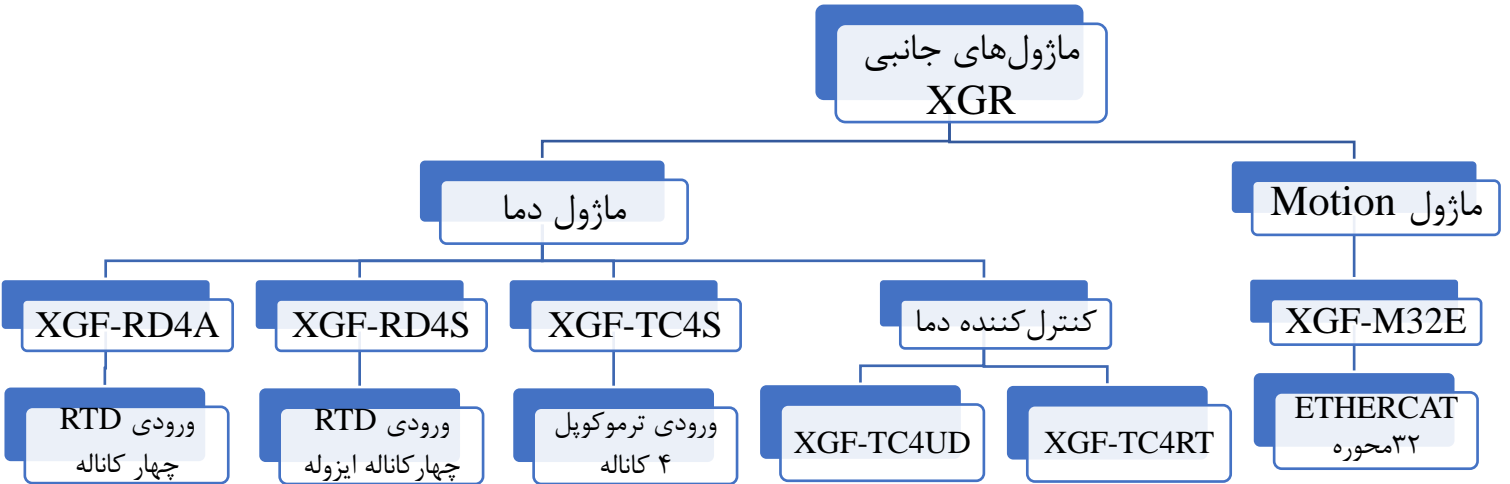 ماژول‌های جانبی
XGR
ماژول Motion
ماژول دما
XGF-M32E
کنترل‌کننده دما
XGF-TC4S
XGF-RD4S
XGF-RD4A
ETHERCAT
۳۲محوره
XGF-TC4RT
XGF-TC4UD
ورودی ترموکوپل
۴ کاناله
ورودی RTD
چهارکاناله ایزوله
ورودی RTD
چهار کاناله